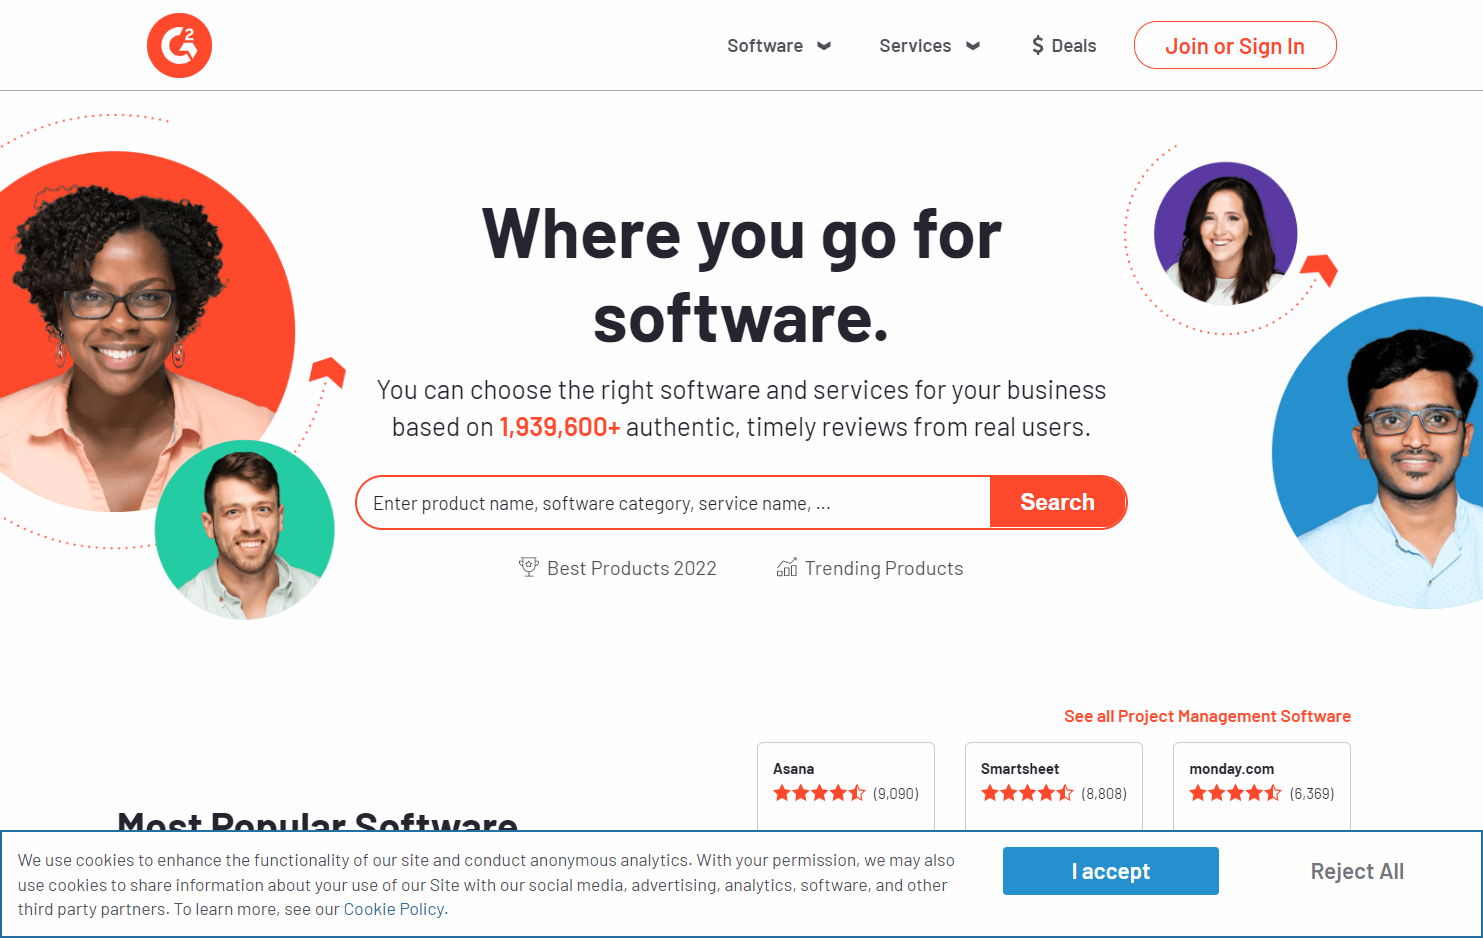 G2
Software
Services
$ Deals
Join or Sign In
Where you go for
software.
You can choose the right software and services for your business
based on 1,939,600+ authentic, timely reviews from real users.
Enter product name, software category, service name, ...
Search
Best Products 2022
Trending Products
See all Project Management Software
Asana
(9,090)
Smartsheet
(8,808)
monday.com
(6,369)
Most Popular Software
We use cookies to enhance the functionality of our site and conduct anonymous analytics. With your permission, we may also
use cookies to share information about your use of our Site with our social media, advertising, analytics, software, and other
third party partners. To learn more, see our Cookie Policy.
I accept
Reject All